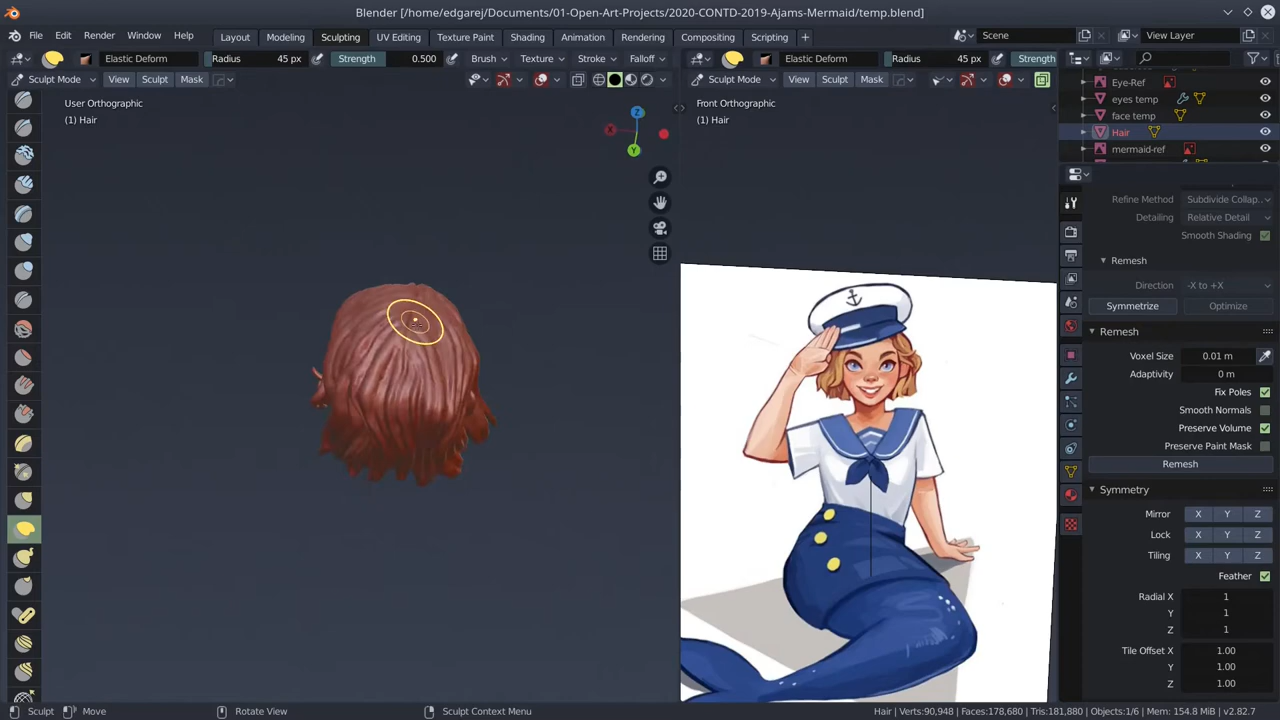 Blender [/home/edgarej/Documents/01-Open-Art-Projects/2020-CONTD-2019-Ajams-Mermaid/temp.blend]
File Edit Render Window Help Layout Modeling Sculpting UV Editing Texture Paint Shading Animation Rendering Compositing Scripting + Scene View Layer
Elastic Deform Radius 45 px Strength 0.500 Brush Texture Stroke Falloff Elastic Deform Radius 45 px Strength
Sculpt Mode View Sculpt Mask Sculpt Mode View Sculpt Mask
User Orthographic
(1) Hair
X
Y
Z
Front Orthographic
(1) Hair
Eye-Ref
eyes temp
face temp
Hair
mermaid-ref
Refine Method Subdivide Collap..
Detailing Relative Detail
Smooth Shading
Remesh
Direction -X to +X
Symmetrize Optimize
Remesh
Voxel Size 0.01 m
Adaptivity 0 m
Fix Poles
Smooth Normals
Preserve Volume
Preserve Paint Mask
Remesh
Symmetry
Mirror X Y Z
Lock X Y Z
Tiling X Y Z
Feather
Radial X 1
Y 1
Z 1
Tile Offset X 1.00
Y 1.00
Z 1.00
Sculpt Move Rotate View Sculpt Context Menu Hair | Verts:90,948 | Faces:178,680 | Tris:181,880 | Objects:1/6 | Mem: 154.8 MiB | v2.82.7